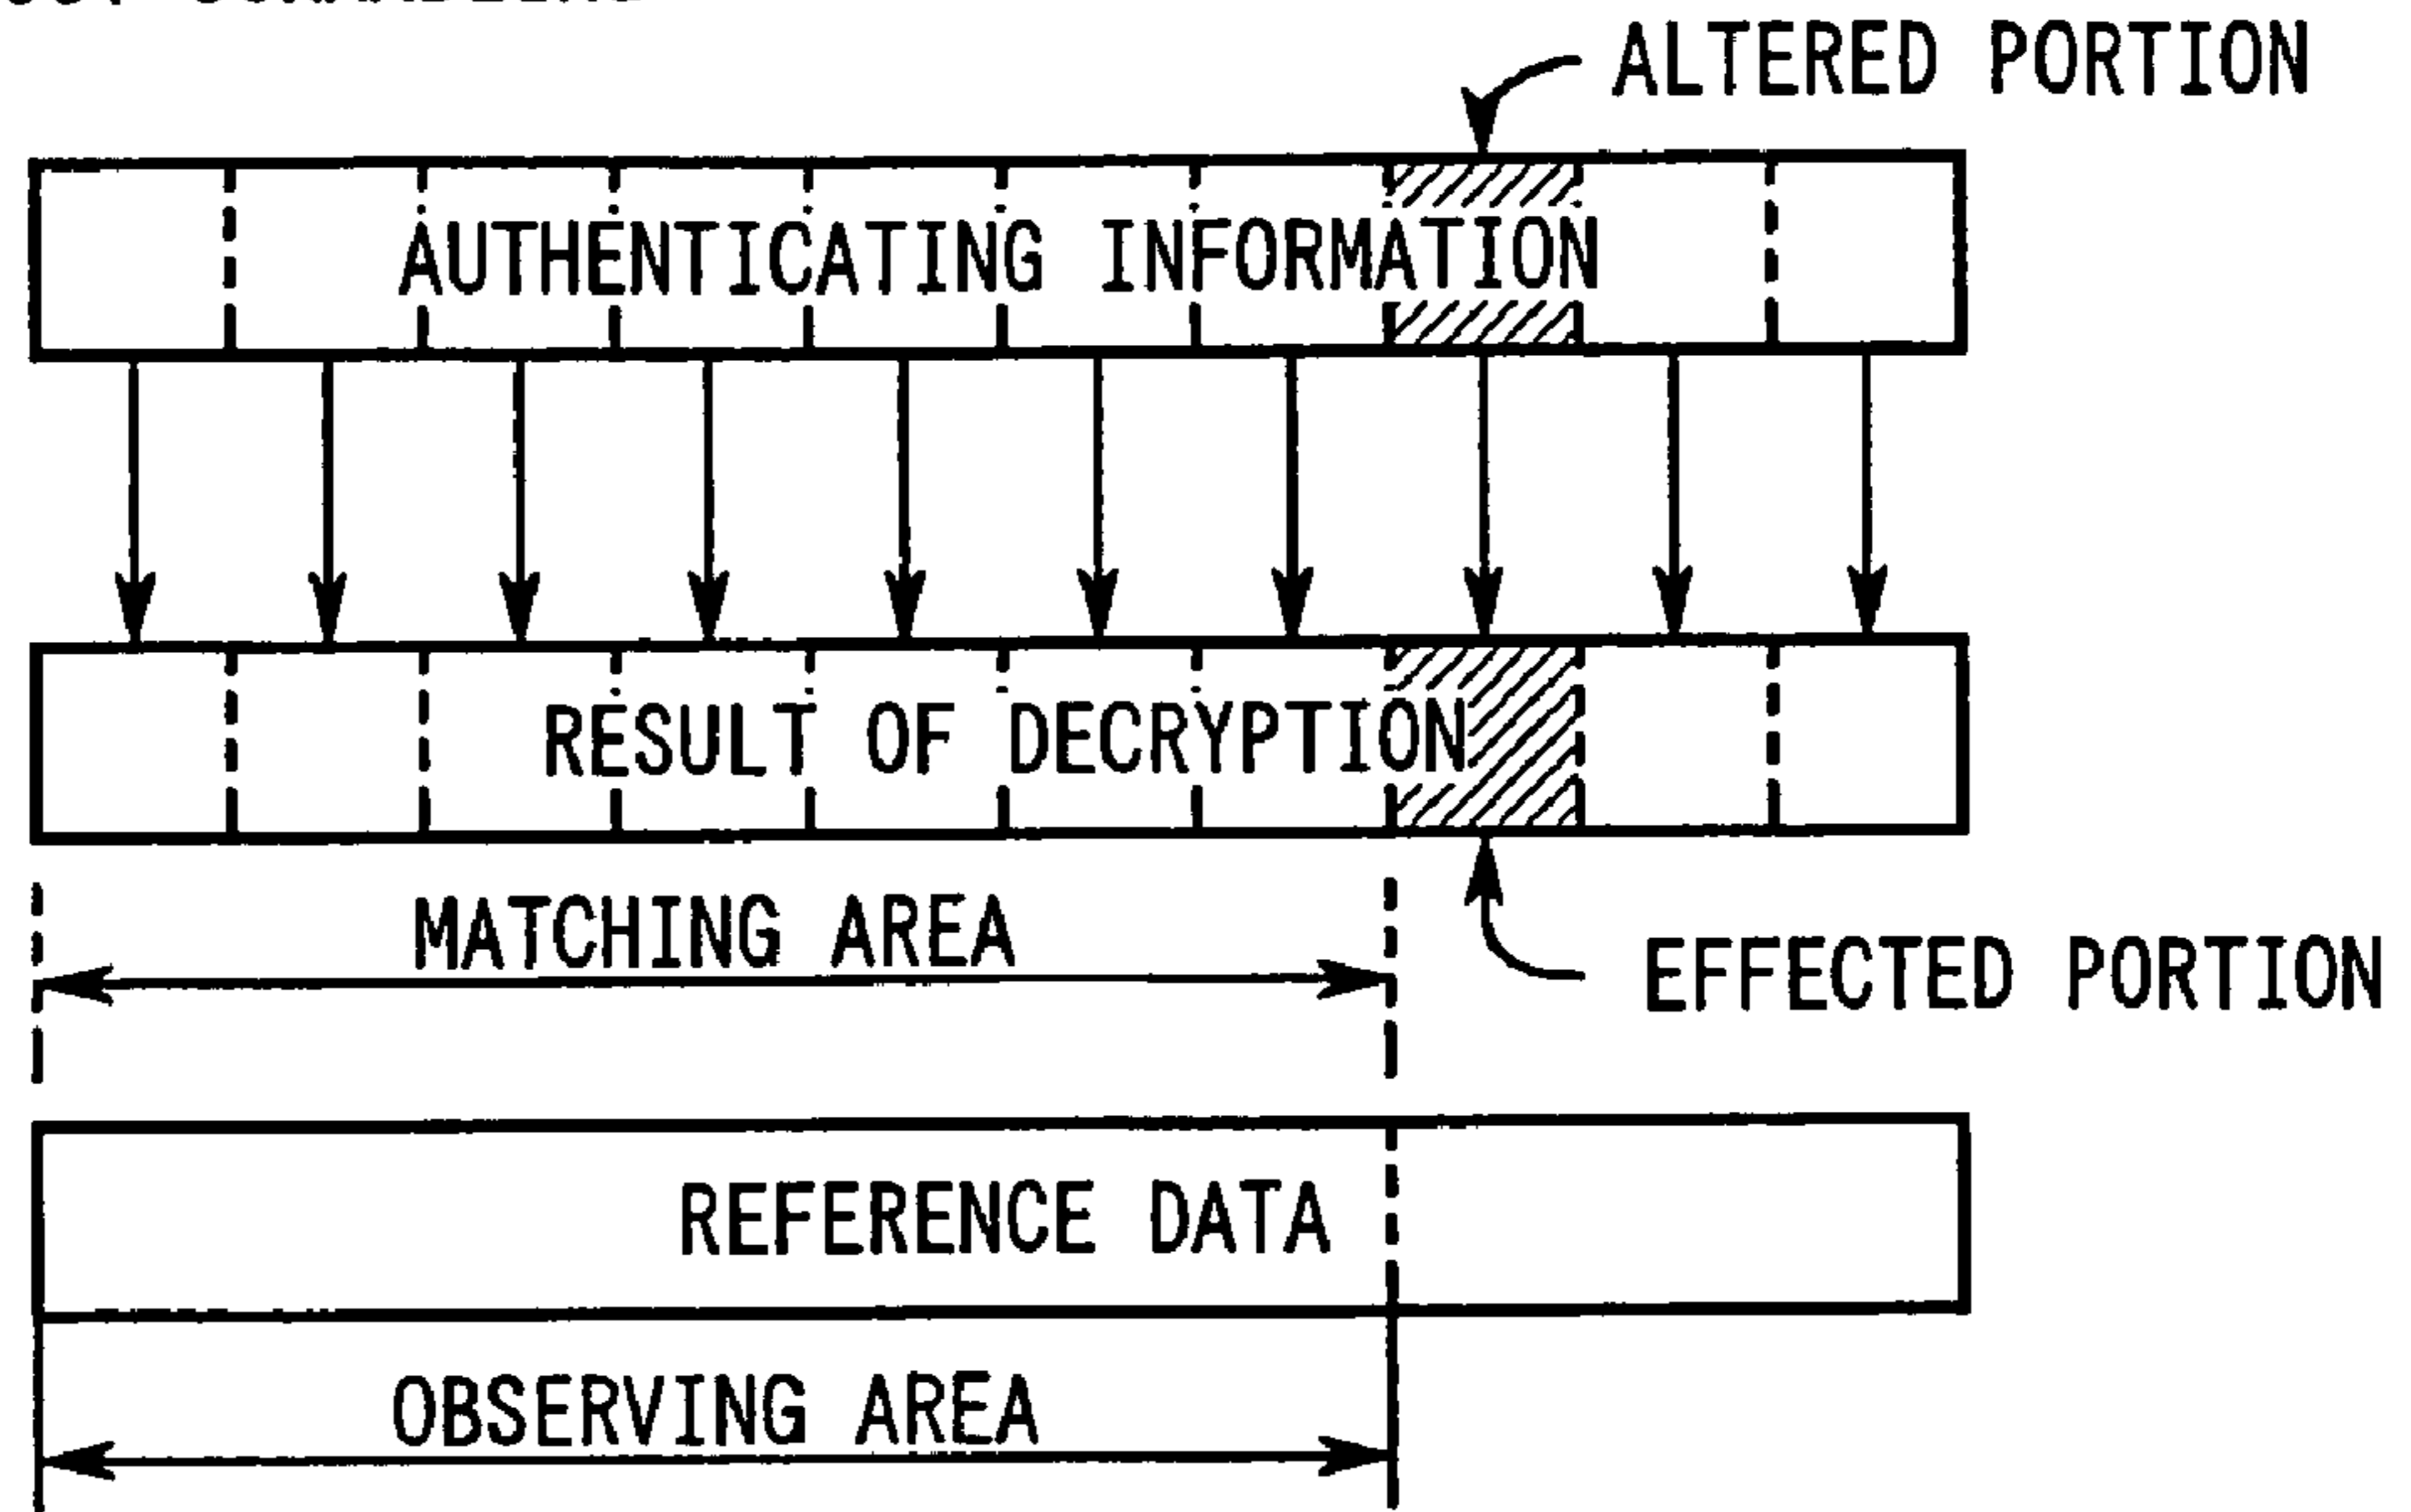 ALTERED PORTION
AUTHENTICATING INFORMATION
RESULT OF DECRYPTION
MATCHING AREA
EFFECTED PORTION
REFERENCE DATA
OBSERVING AREA